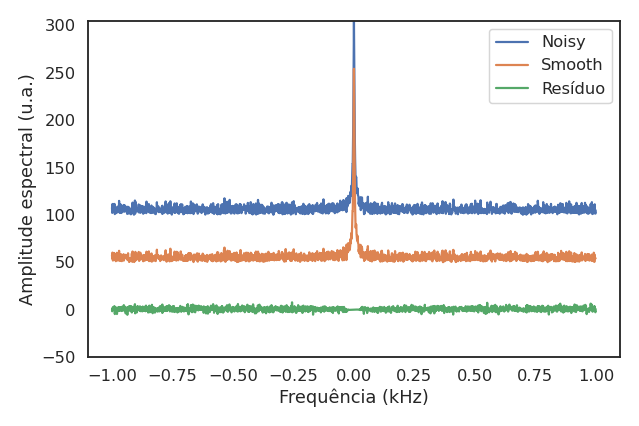 300
250
200
150
100
50
0
−50
Amplitude espectral (u.a.)
Noisy
Smooth
Resíduo
−1.00 −0.75 −0.50 −0.25 0.00 0.25 0.50 0.75 1.00
Frequência (kHz)